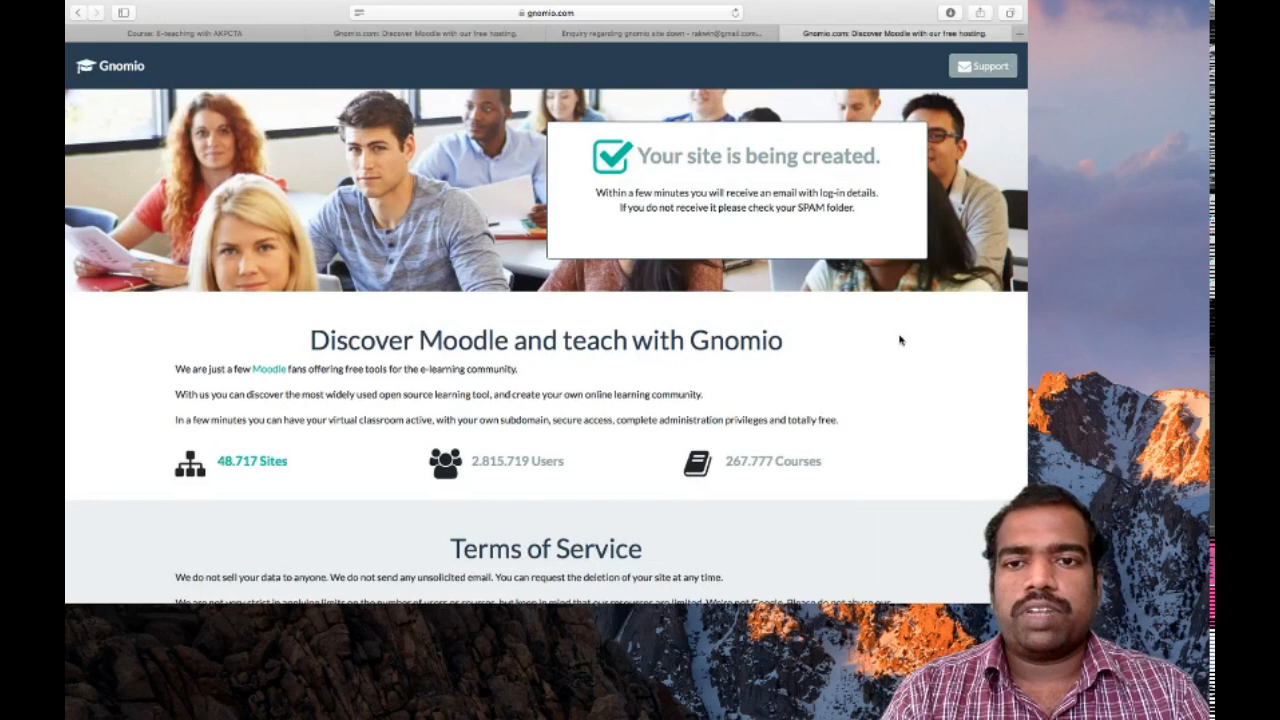 gnomio.com
Course: E-teaching with AKPCTA
Gnomio.com: Discover Moodle with our free hosting.
Enquiry regarding gnomio site down - rakwin@gmail.com...
Gnomio.com: Discover Moodle with our free hosting.
Gnomio
Support
Your site is being created.
Within a few minutes you will receive an email with log-in details.
If you do not receive it please check your SPAM folder.
Discover Moodle and teach with Gnomio
We are just a few Moodle fans offering free tools for the e-learning community.
With us you can discover the most widely used open source learning tool, and create your own online learning community.
In a few minutes you can have your virtual classroom active, with your own subdomain, secure access, complete administration privileges and totally free.
48.717 Sites
2.815.719 Users
267.777 Courses
Terms of Service
We do not sell your data to anyone. We do not send any unsolicited email. You can request the deletion of your site at any time.